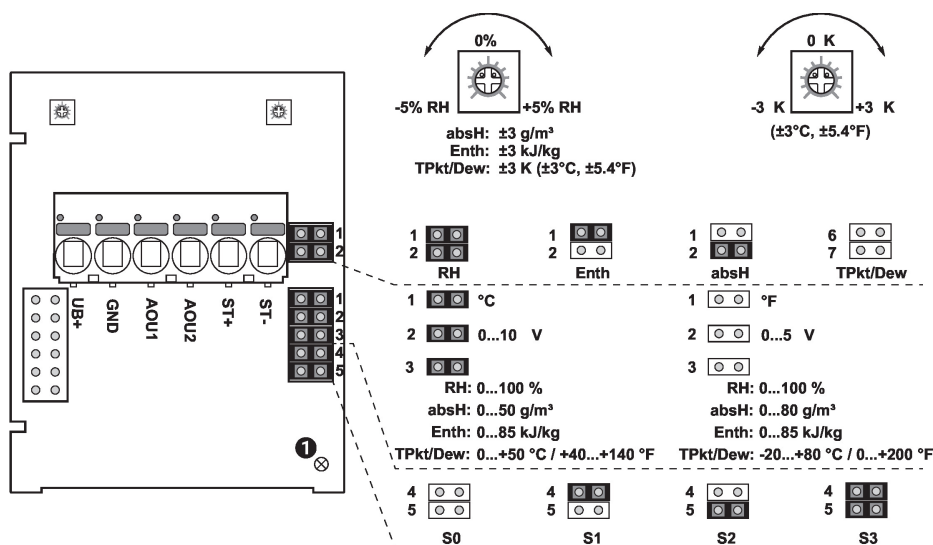 0%
-5% RH +5% RH
absH: ±3 g/m³
Enth: ±3 kJ/kg
TPkt/Dew: ±3 K (±3°C, ±5.4°F)
0 K
-3 K +3 K
(±3°C, ±5.4°F)
1
2
UB+
GND
AOU1
AOU2
ST+
ST-
1
2
3
4
5
1
1
2
RH
1
2
Enth
1
2
absH
6
7
TPkt/Dew
1 °C
2 0...10 V
3
RH: 0...100 %
absH: 0...50 g/m³
Enth: 0...85 kJ/kg
TPkt/Dew: 0...+50 °C / +40...+140 °F
1 °F
2 0...5 V
3
RH: 0...100 %
absH: 0...80 g/m³
Enth: 0...85 kJ/kg
TPkt/Dew: -20...+80 °C / 0...+200 °F
4
5
S0
4
5
S1
4
5
S2
4
5
S3